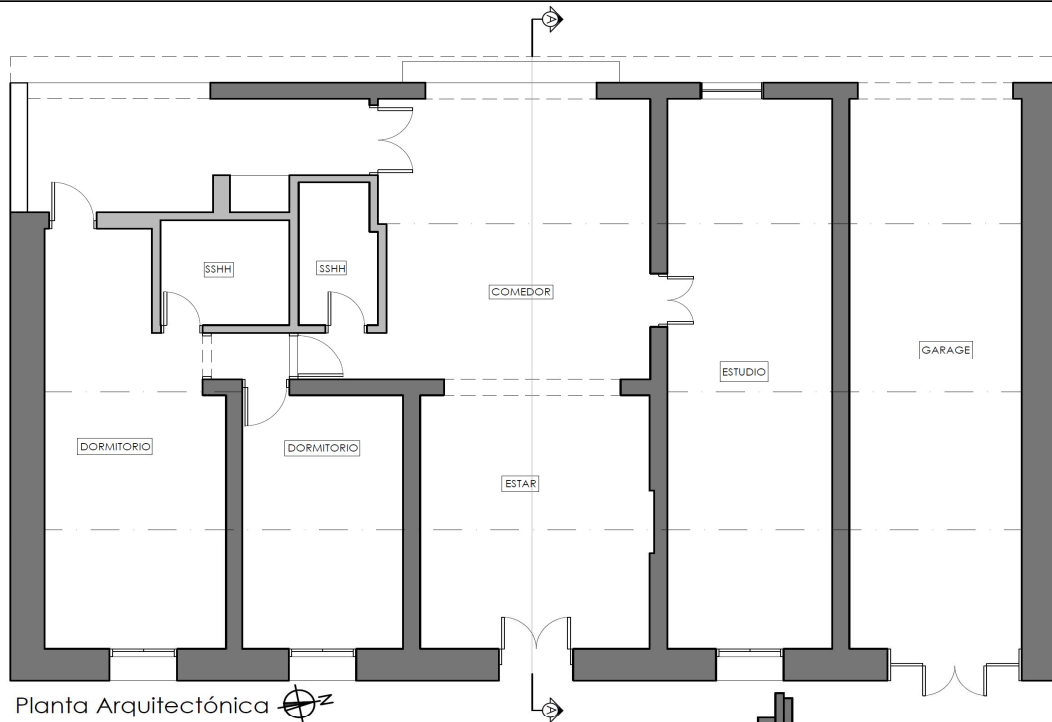 A
SSHH
SSHH
COMEDOR
GARAGE
ESTUDIO
DORMITORIO
DORMITORIO
ESTAR
Planta Arquitectónica
N
A